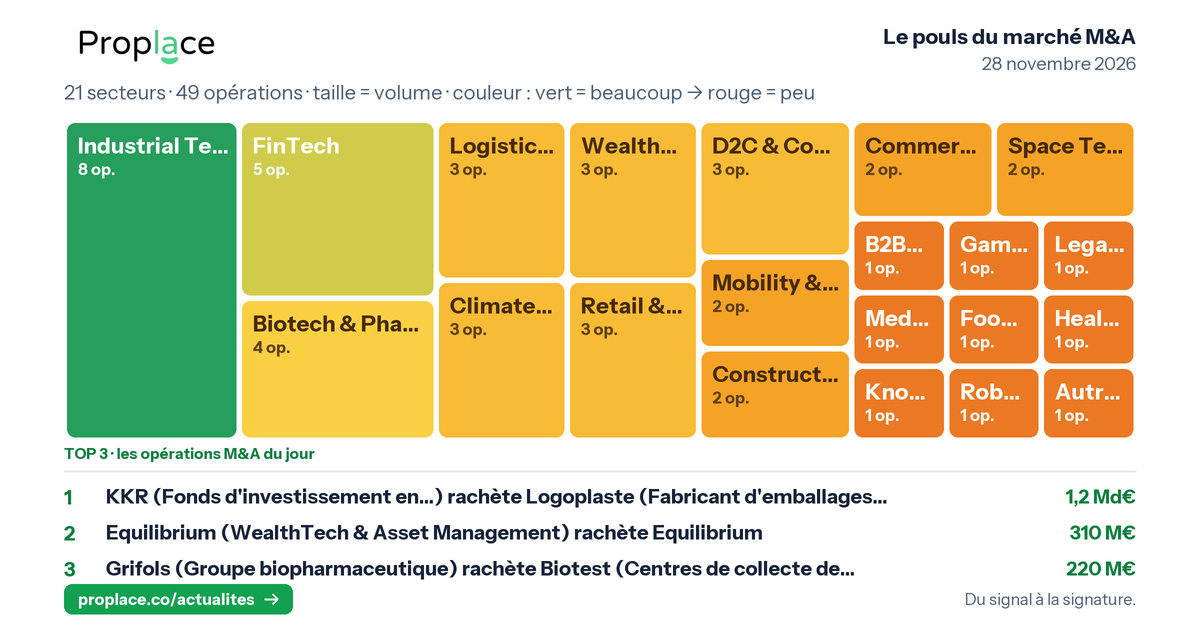 Proplace
Le pouls du marché M&A
28 novembre 2026
21 secteurs · 49 opérations · taille = volume · couleur : vert = beaucoup → rouge = peu
Industrial Te...
8 op.
FinTech
5 op.
Biotech & Pha...
4 op.
Logistic...
3 op.
Wealth...
3 op.
Climate...
3 op.
Retail &...
3 op.
D2C & Co...
3 op.
Mobility &...
2 op.
Construct...
2 op.
Commer...
2 op.
Space Te...
2 op.
B2B...
1 op.
Gam...
1 op.
Lega...
1 op.
Med...
1 op.
Foo...
1 op.
Heal...
1 op.
Kno...
1 op.
Rob...
1 op.
Autr...
1 op.
TOP 3 · les opérations M&A du jour
1 KKR (Fonds d'investissement en...) rachète Logoplaste (Fabricant d'emballages... 1,2 Md€
2 Equilibrium (WealthTech & Asset Management) rachète Equilibrium 310 M€
3 Grifols (Groupe biopharmaceutique) rachète Biotest (Centres de collecte de... 220 M€
proplace.co/actualites →
Du signal à la signature.